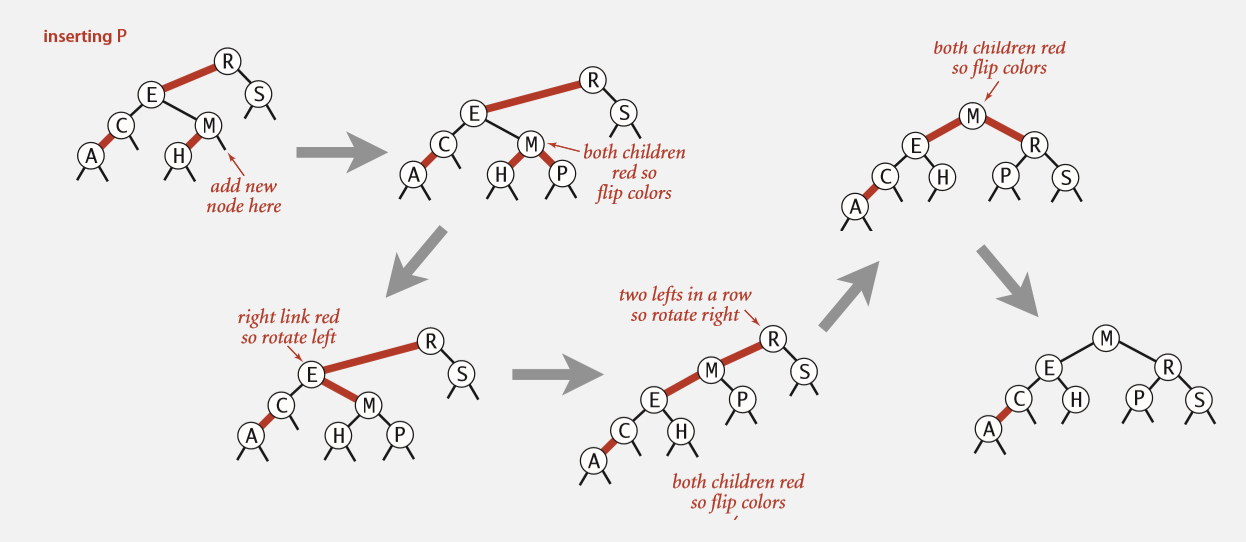 inserting P
R
E
S
C
M
A
H
add new
node here
R
E
S
C
M
A
H
P
both children
red so
flip colors
both children red
so flip colors
M
E
R
C
H
P
S
A
right link red
so rotate left
R
E
S
C
M
A
H
P
two lefts in a row
so rotate right
R
M
S
E
P
C
H
A
both children red
so flip colors
M
E
R
C
H
P
S
A